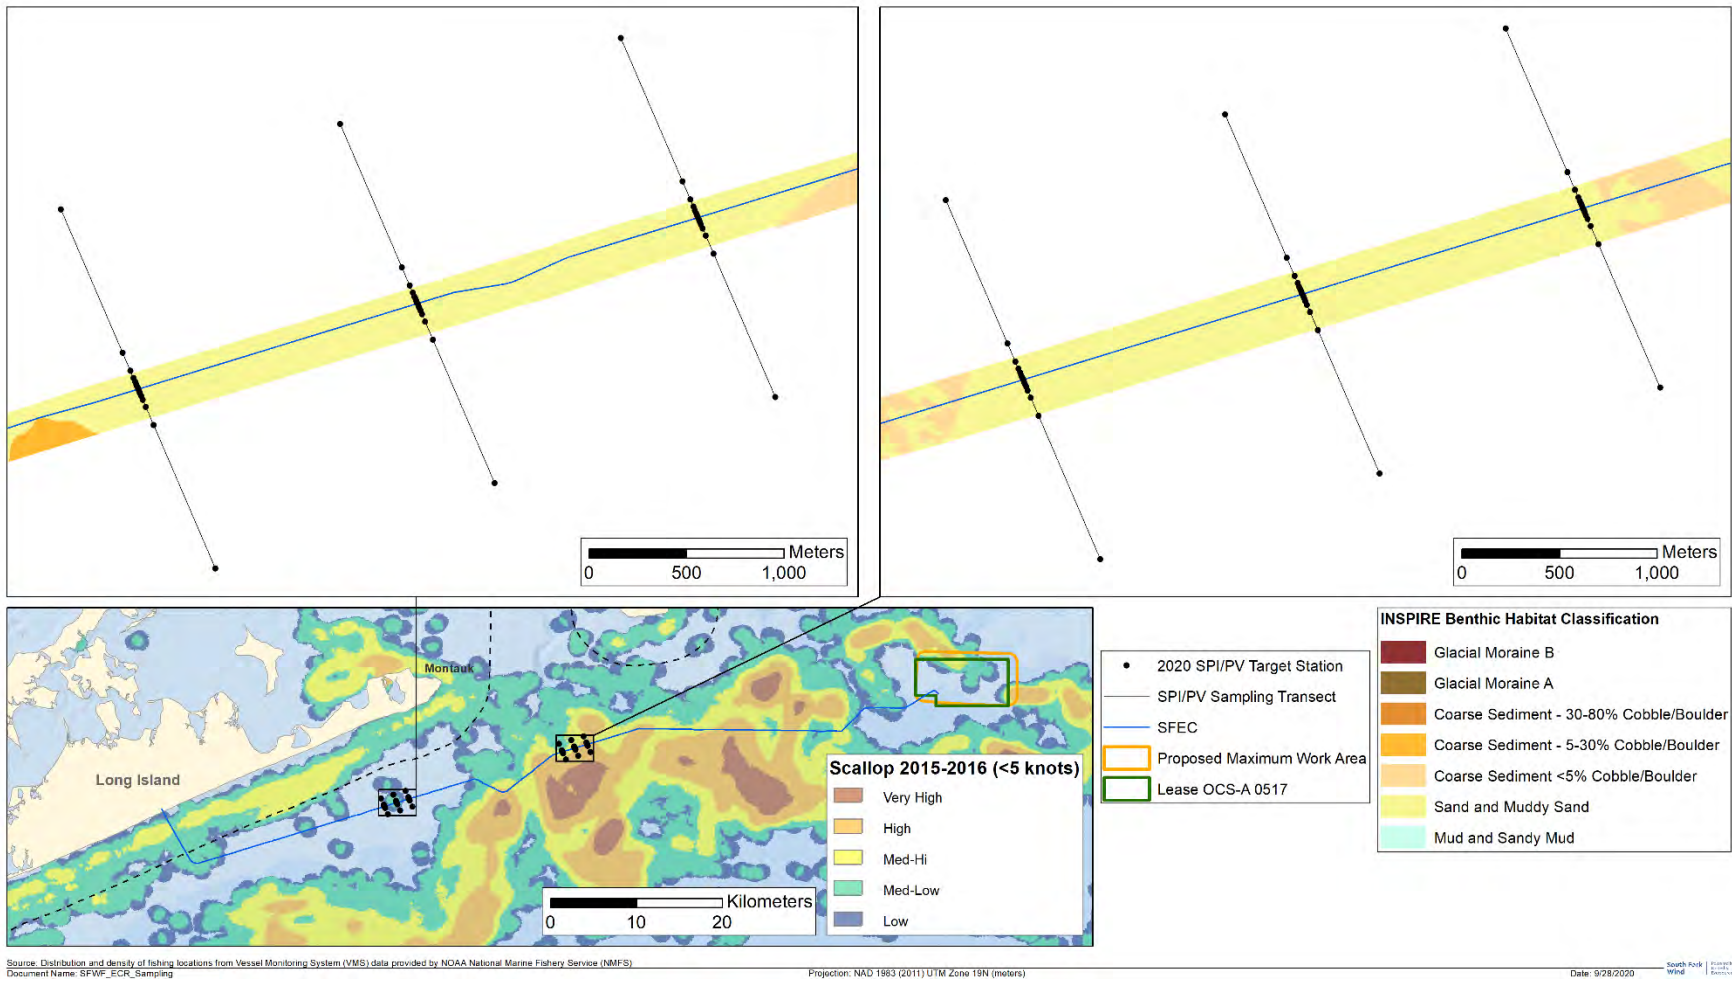 Meters
0 500 1,000
Meters
0 500 1,000
Montauk
Long Island
Scallop 2015-2016 (<5 knots)
Very High
High
Med-Hi
Med-Low
Low
Kilometers
0 10 20
2020 SPI/PV Target Station
SPI/PV Sampling Transect
SFEC
Proposed Maximum Work Area
Lease OCS-A 0517
INSPIRE Benthic Habitat Classification
Glacial Moraine B
Glacial Moraine A
Coarse Sediment - 30-80% Cobble/Boulder
Coarse Sediment - 5-30% Cobble/Boulder
Coarse Sediment <5% Cobble/Boulder
Sand and Muddy Sand
Mud and Sandy Mud
Source: Distribution and density of fishing locations from Vessel Monitoring System (VMS) data provided by NOAA National Marine Fishery Service (NMFS)
Document Name: SFWF_ECR_Sampling
Projection: NAD 1983 (2011) UTM Zone 19N (meters)
Date: 9/28/2020
South Fork
Wind